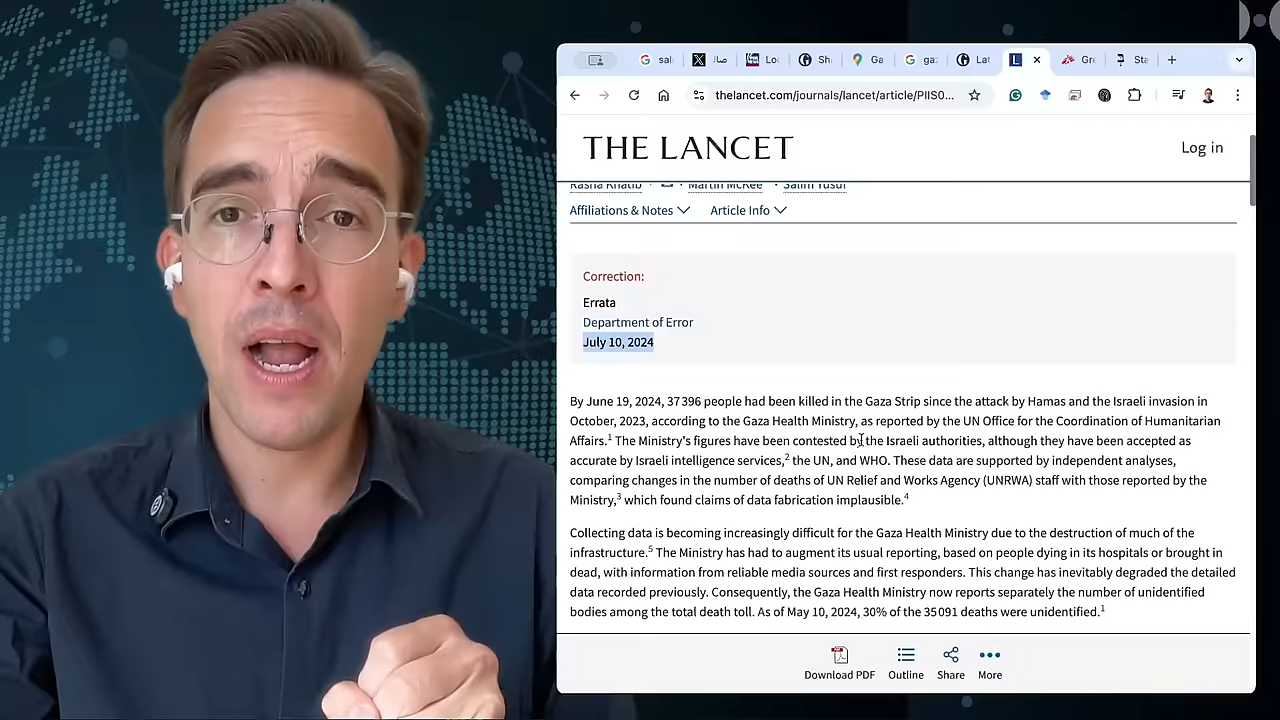 sal
Lo
Sh
Ga
ga
Lat
L
Gr
Sta
thelancet.com/journals/lancet/article/PIIS0...
THE LANCET
Log in
Rasha Khatib · Martin McKee · Salim Yusuf
Affiliations & Notes
Article Info
Correction:
Errata
Department of Error
July 10, 2024
By June 19, 2024, 37 396 people had been killed in the Gaza Strip since the attack by Hamas and the Israeli invasion in
October, 2023, according to the Gaza Health Ministry, as reported by the UN Office for the Coordination of Humanitarian
Affairs.1 The Ministry's figures have been contested by the Israeli authorities, although they have been accepted as
accurate by Israeli intelligence services,2 the UN, and WHO. These data are supported by independent analyses,
comparing changes in the number of deaths of UN Relief and Works Agency (UNRWA) staff with those reported by the
Ministry,3 which found claims of data fabrication implausible.4
Collecting data is becoming increasingly difficult for the Gaza Health Ministry due to the destruction of much of the
infrastructure.5 The Ministry has had to augment its usual reporting, based on people dying in its hospitals or brought in
dead, with information from reliable media sources and first responders. This change has inevitably degraded the detailed
data recorded previously. Consequently, the Gaza Health Ministry now reports separately the number of unidentified
bodies among the total death toll. As of May 10, 2024, 30% of the 35 091 deaths were unidentified.1
Download PDF
Outline
Share
More